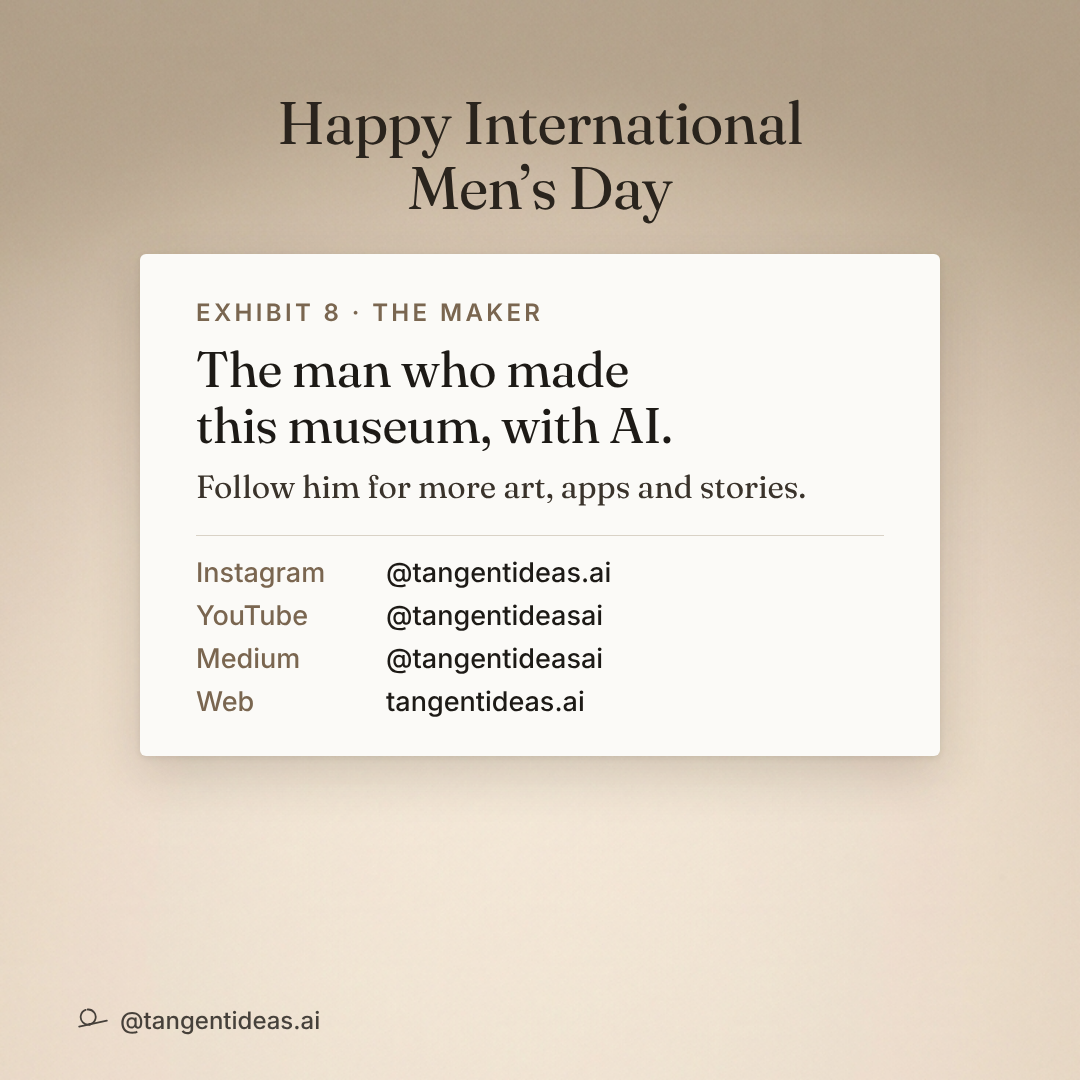 Happy International
Men’s Day
EXHIBIT 8 · THE MAKER
The man who made
this museum, with AI.
Follow him for more art, apps and stories.
Instagram @tangentideas.ai
YouTube @tangentideasai
Medium @tangentideasai
Web tangentideas.ai
@tangentideas.ai